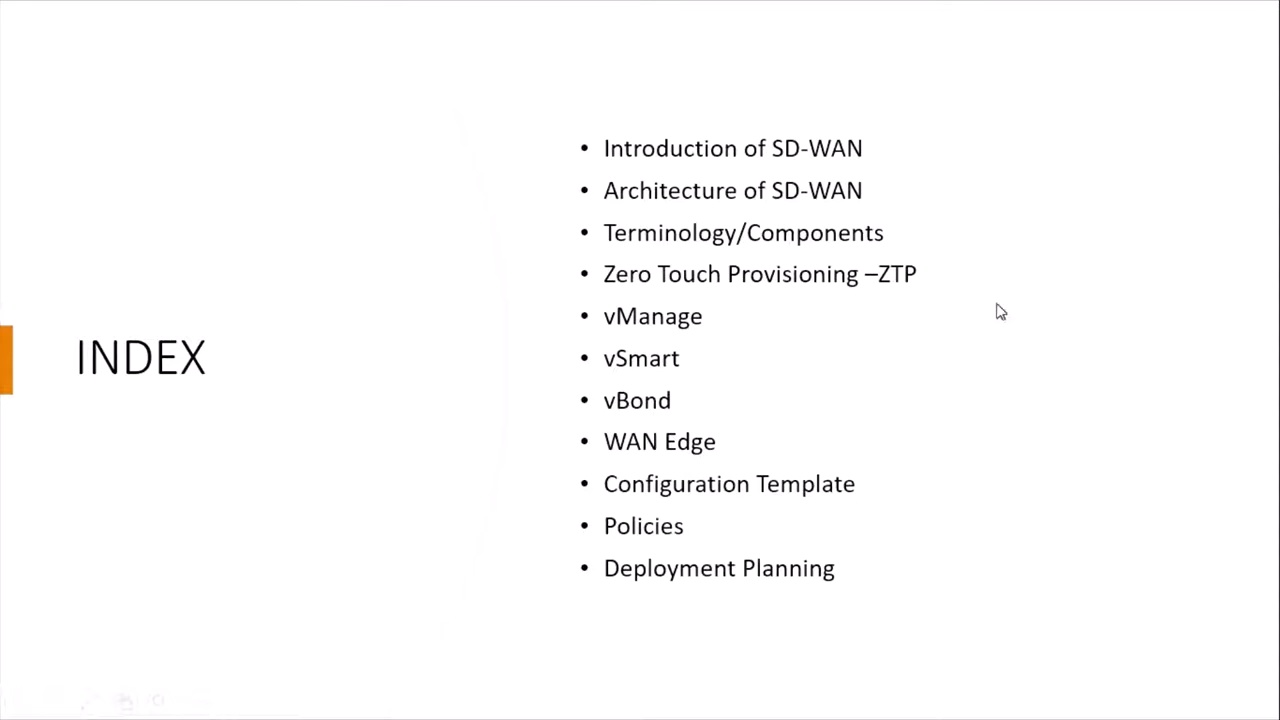 INDEX
• Introduction of SD-WAN
• Architecture of SD-WAN
• Terminology/Components
• Zero Touch Provisioning –ZTP
• vManage
• vSmart
• vBond
• WAN Edge
• Configuration Template
• Policies
• Deployment Planning